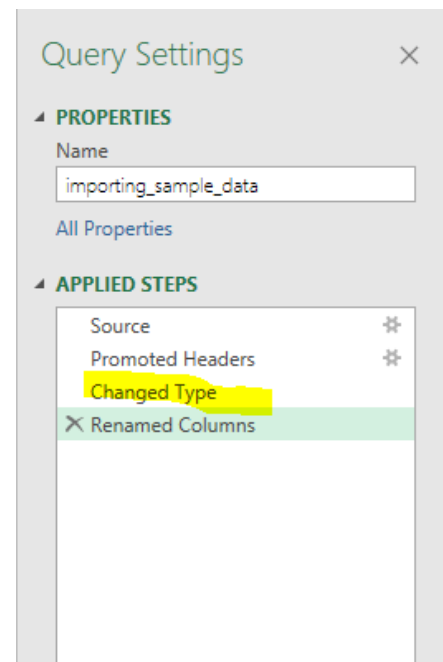 Query Settings
PROPERTIES
Name
importing_sample_data
All Properties
APPLIED STEPS
Source
Promoted Headers
Changed Type
Renamed Columns